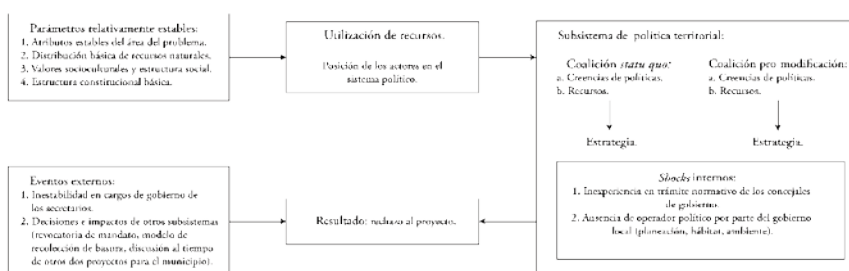 Parámetros relativamente estables:
1. Atributos estables del área del problema.
2. Distribución básica de recursos naturales.
3. Valores socioculturales y estructura social.
4. Estructura constitucional básica.
Utilización de recursos.
Posición de los actores en el
sistema político.
Subsistema de política territorial:
Coalición statu quo:
a. Creencias de políticas.
b. Recursos.
Coalición pro modificación:
a. Creencias de políticas.
b. Recursos.
Estrategia.
Estrategia.
Eventos externos:
1. Inestabilidad en cargos de gobierno de
los secretarios.
2. Decisiones e impactos de otros subsistemas
(revocatoria de mandato, modelo de
recolección de basura, discusión al tiempo
de otros dos proyectos para el municipio).
Resultado: rechazo al proyecto.
Shocks internos:
1. Inexperiencia en trámite normativo de los concejales
de gobierno.
2. Ausencia de operador político por parte del gobierno
local (planeación, hábitat, ambiente).